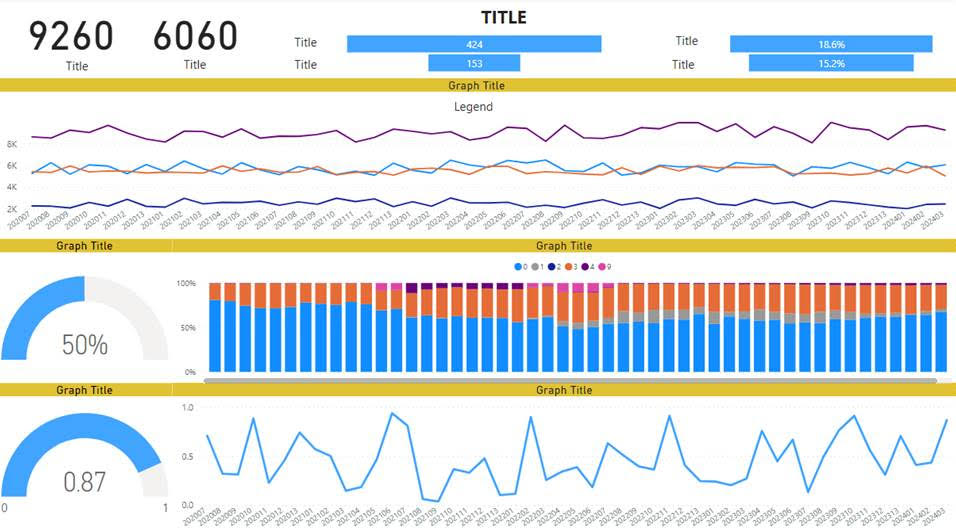 TITLE
9260 6060
Title Title
Title 424
Title 153
Title 18.6%
Title 15.2%
Graph Title
Legend
8K
6K
4K
2K
202007 202008 202009 202010 202011 202012 202013 202101 202102 202103 202104 202105 202106 202107 202108 202109 202110 202111 202112 202113 202201 202202 202203 202204 202205 202206 202207 202208 202209 202210 202211 202212 202213 202301 202302 202303 202304 202305 202306 202307 202308 202309 202310 202311 202312 202313 202401 202402 202403
Graph Title
50%
Graph Title
0 1 2 3 4 9
100%
50%
0%
Graph Title
0.87
0 1
Graph Title
1.0
0.5
0.0
202007 202008 202009 202010 202011 202012 202013 202101 202102 202103 202104 202105 202106 202107 202108 202109 202110 202111 202112 202113 202201 202202 202203 202204 202205 202206 202207 202208 202209 202210 202211 202212 202213 202301 202302 202303 202304 202305 202306 202307 202308 202309 202310 202311 202312 202313 202401 202402 202403